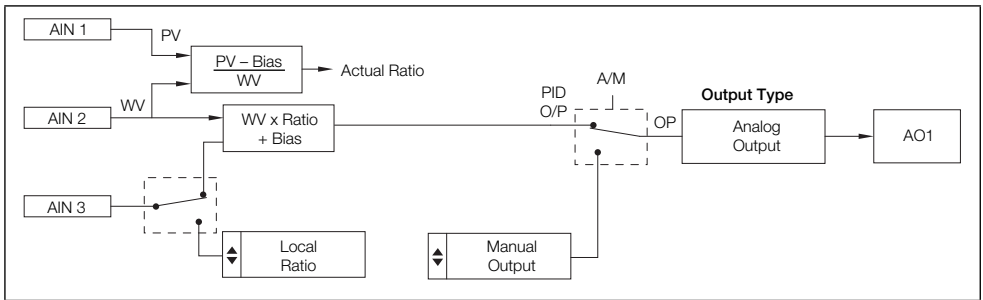 AIN 1
PV
PV – Bias
WV
Actual Ratio
AIN 2
WV
WV x Ratio
+ Bias
PID
O/P
A/M
OP
Output Type
Analog
Output
AO1
AIN 3
Local
Ratio
Manual
Output